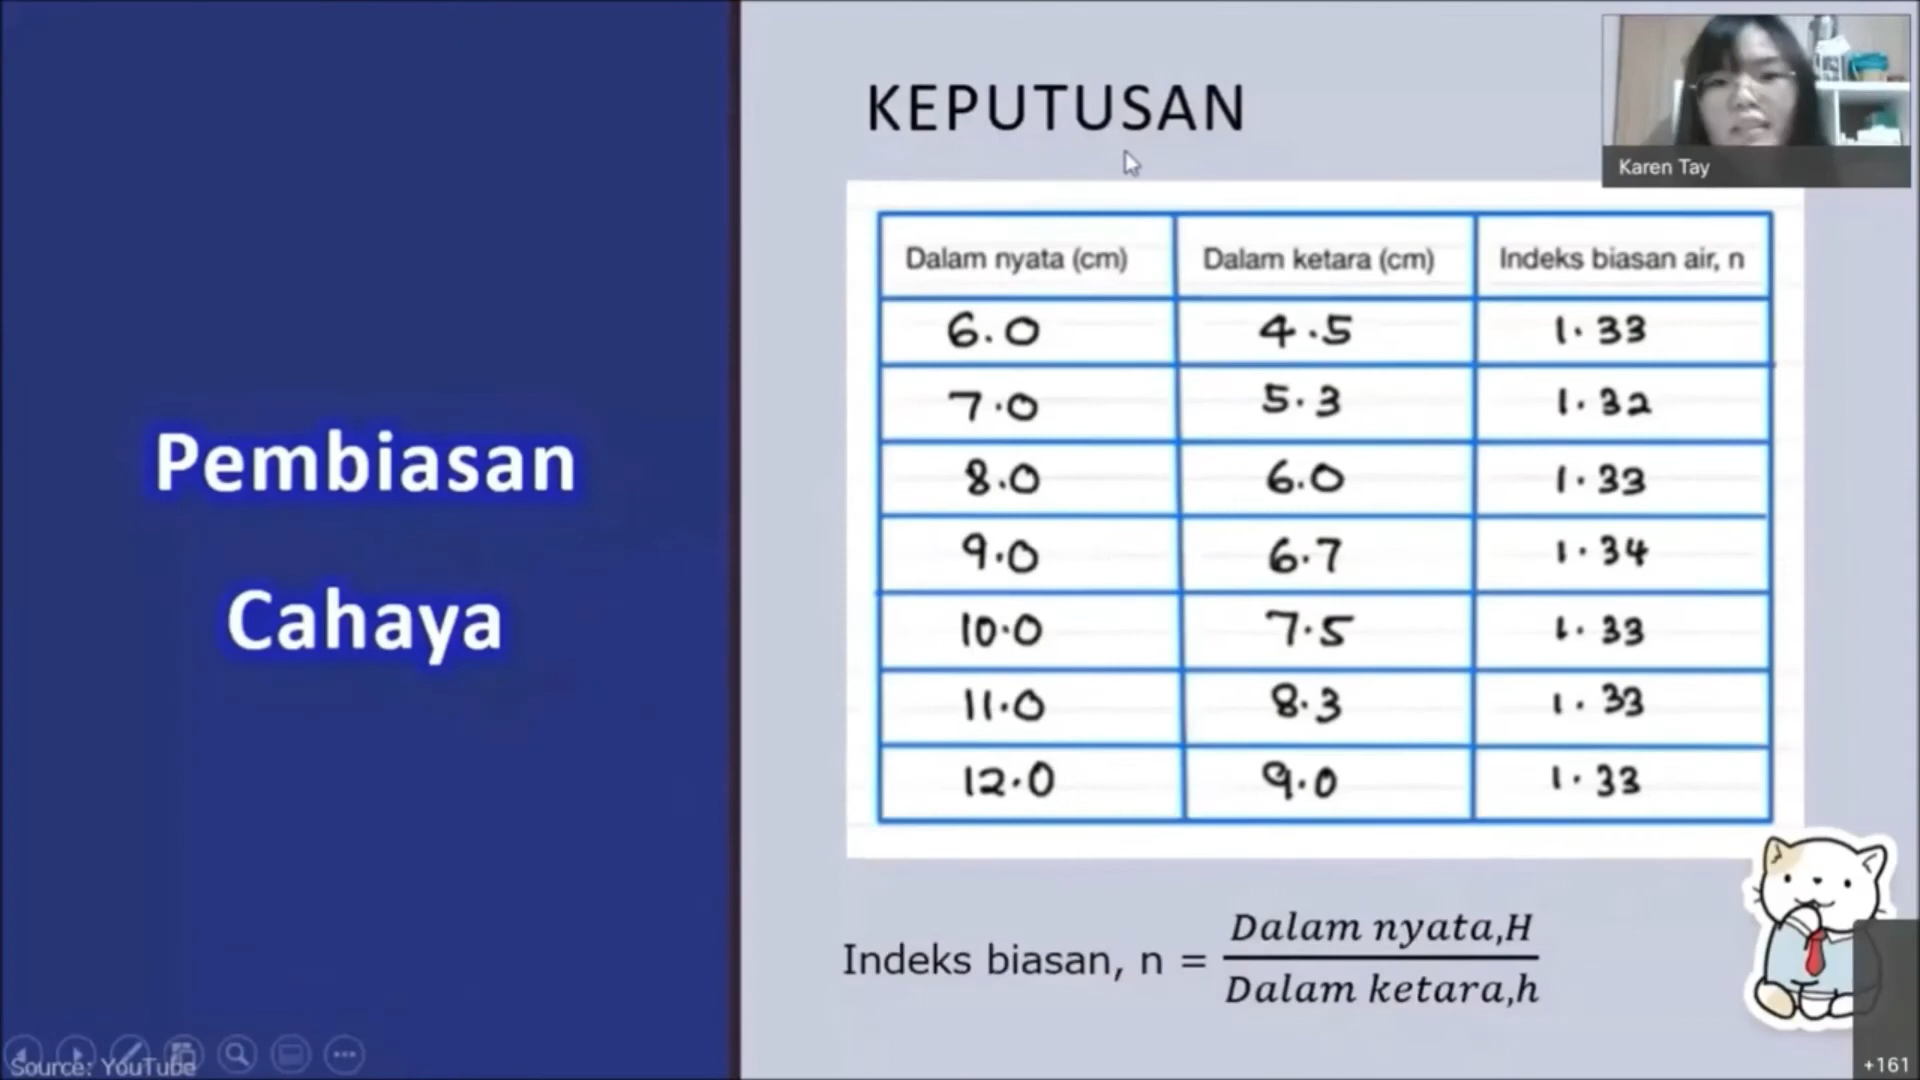 KEPUTUSAN
Karen Tay
Dalam nyata (cm) Dalam ketara (cm) Indeks biasan air, n
6.0 4.5 1.33
7.0 5.3 1.32
8.0 6.0 1.33
9.0 6.7 1.34
10.0 7.5 1.33
11.0 8.3 1.33
12.0 9.0 1.33
Pembiasan
Cahaya
Indeks biasan, n = Dalam nyata,H
Dalam ketara,h
Source: YouTube
+161